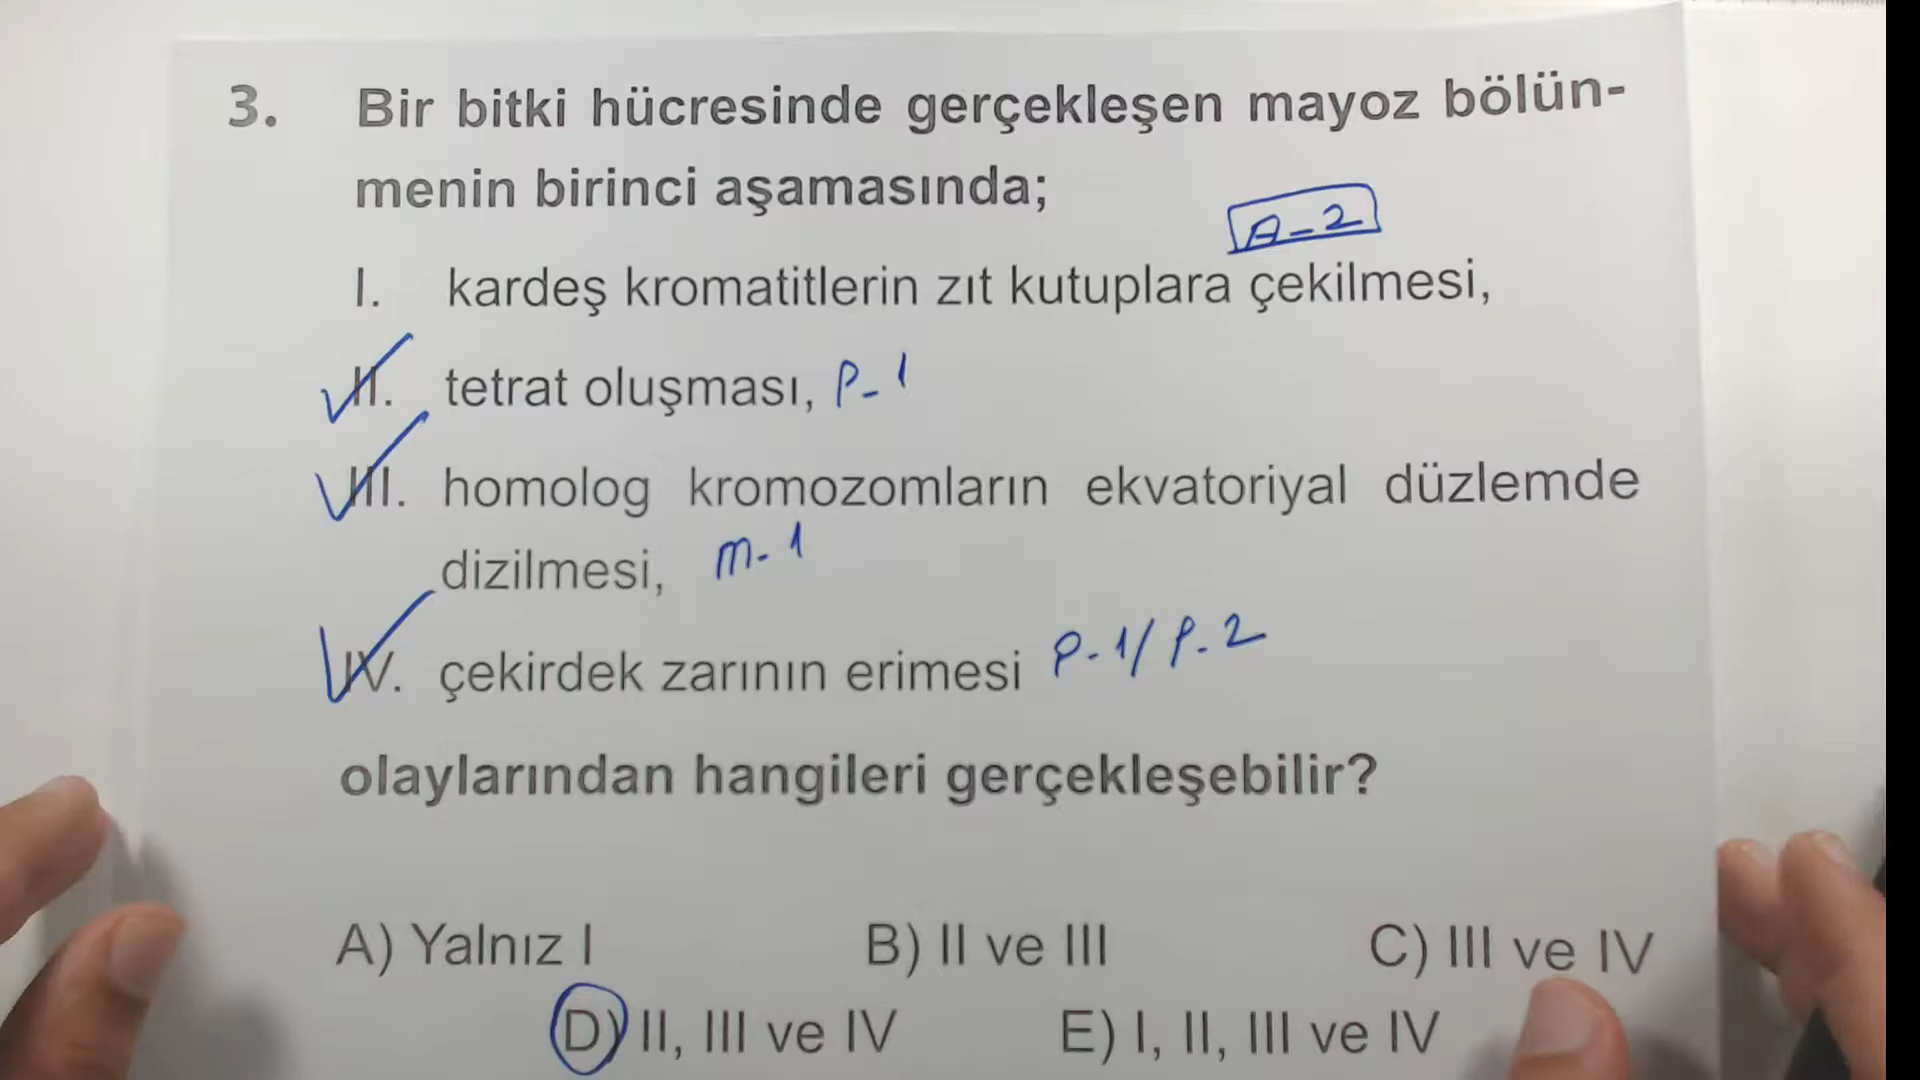 3. Bir bitki hücresinde gerçekleşen mayoz bölün-
menin birinci aşamasında;
A-2
I. kardeş kromatitlerin zıt kutuplara çekilmesi,
II. tetrat oluşması, P-1
III. homolog kromozomların ekvatoriyal düzlemde
dizilmesi, M-1
IV. çekirdek zarının erimesi P-1/P-2
olaylarından hangileri gerçekleşebilir?
A) Yalnız I B) II ve III C) III ve IV
D) II, III ve IV E) I, II, III ve IV